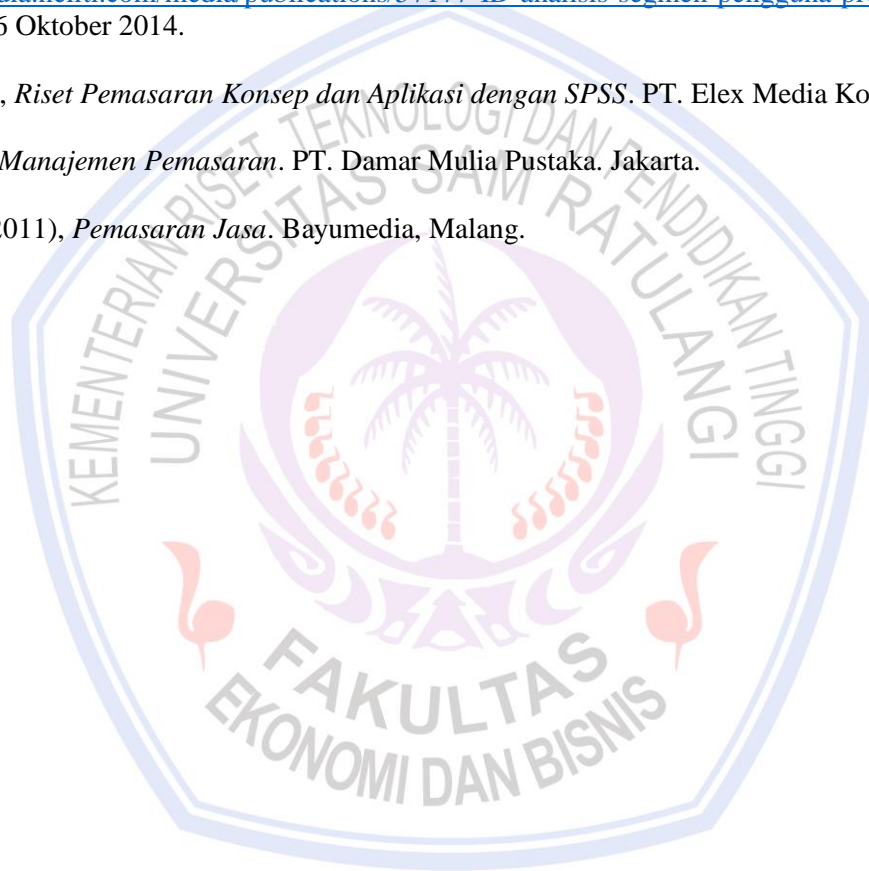 6 Oktober 2014.
, Riset Pemasaran Konsep dan Aplikasi dengan SPSS. PT. Elex Media Ko
Manajemen Pemasaran. PT. Damar Mulia Pustaka. Jakarta.
2011), Pemasaran Jasa. Bayumedia, Malang.
KEMENTERIAN RISET TEKNOLOGI DAN PENDIDIKAN TINGGI
UNIVERSITAS SAM RATULANGI
FAKULTAS
EKONOMI DAN BISNIS